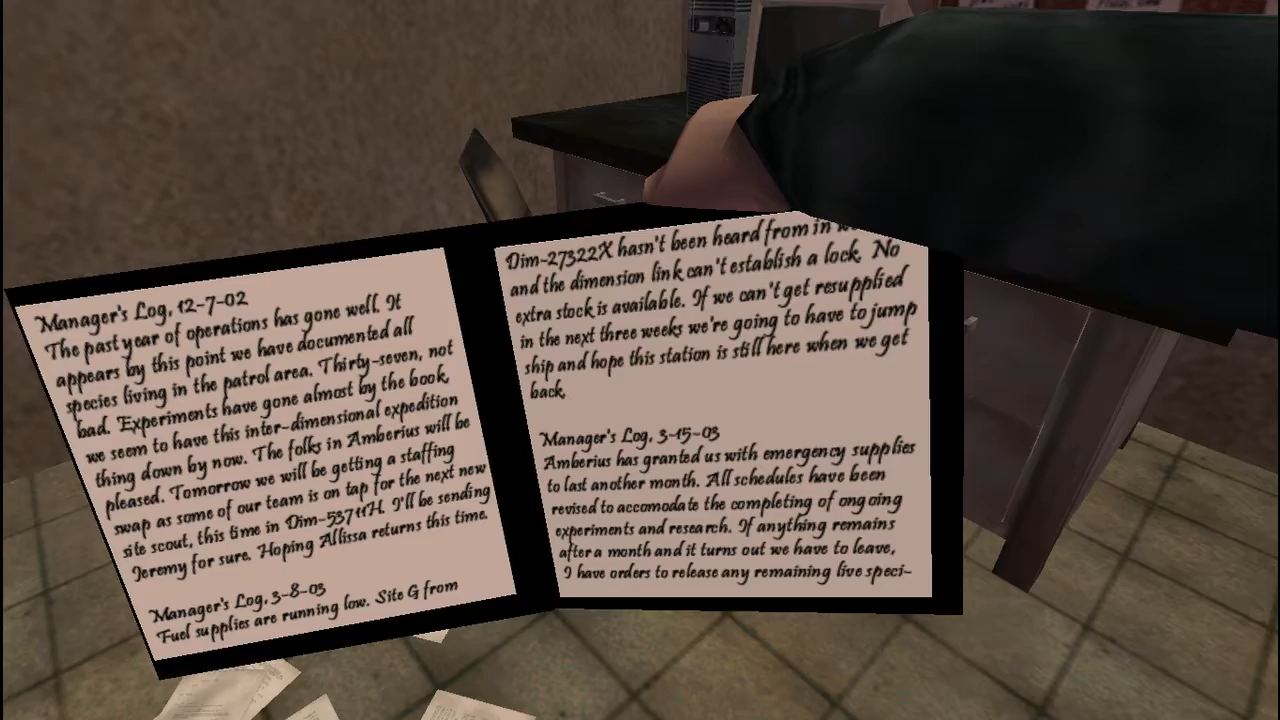 Manager's Log, 12-7-02
The past year of operations has gone well. It
appears by this point we have documented all
species living in the patrol area. Thirty-seven, not
bad. Experiments have gone almost by the book,
we seem to have this inter-dimensional expedition
thing down by now. The folks in Amberius will be
pleased. Tomorrow we will be getting a staffing
swap as some of our team is on tap for the next new
site scout, this time in Dim-53711H. I'll be sending
Jeremy for sure. Hoping Allissa returns this time.
Manager's Log, 3-8-03
Fuel supplies are running low. Site G from
Dim-27322X hasn't been heard from in
and the dimension link can't establish a lock. No
extra stock is available. If we can't get resupplied
in the next three weeks we're going to have to jump
ship and hope this station is still here when we get
back.
Manager's Log, 3-15-03
Amberius has granted us with emergency supplies
to last another month. All schedules have been
revised to accomodate the completing of ongoing
experiments and research. If anything remains
after a month and it turns out we have to leave,
I have orders to release any remaining live speci-